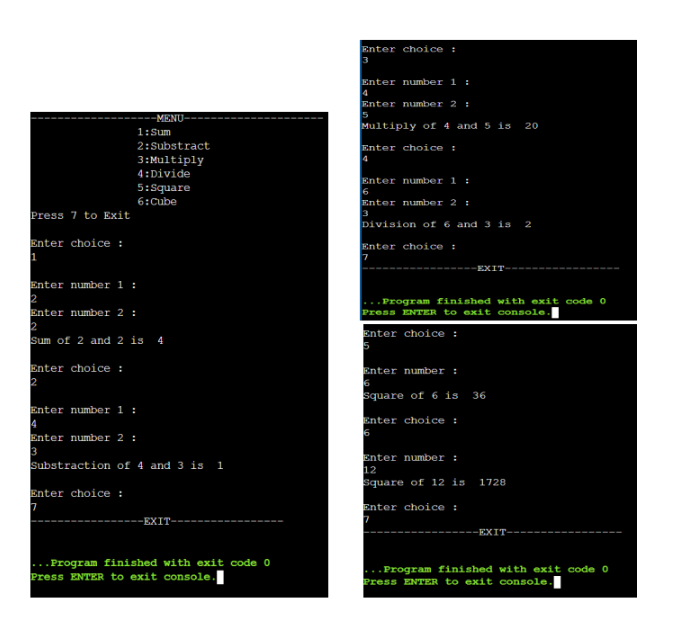 --------------------MENU----------------------
1:Sum
2:Substract
3:Multiply
4:Divide
5:Square
6:Cube
Press 7 to Exit
Enter choice :
1
Enter number 1 :
2
Enter number 2 :
2
Sum of 2 and 2 is  4
Enter choice :
2
Enter number 1 :
4
Enter number 2 :
3
Substraction of 4 and 3 is  1
Enter choice :
7
------------------EXIT------------------
...Program finished with exit code 0
Press ENTER to exit console.
Enter choice :
3
Enter number 1 :
4
Enter number 2 :
5
Multiply of 4 and 5 is  20
Enter choice :
4
Enter number 1 :
6
Enter number 2 :
3
Division of 6 and 3 is  2
Enter choice :
7
------------------EXIT------------------
...Program finished with exit code 0
Press ENTER to exit console.
Enter choice :
5
Enter number :
6
Square of 6 is  36
Enter choice :
6
Enter number :
12
Square of 12 is  1728
Enter choice :
7
------------------EXIT------------------
...Program finished with exit code 0
Press ENTER to exit console.